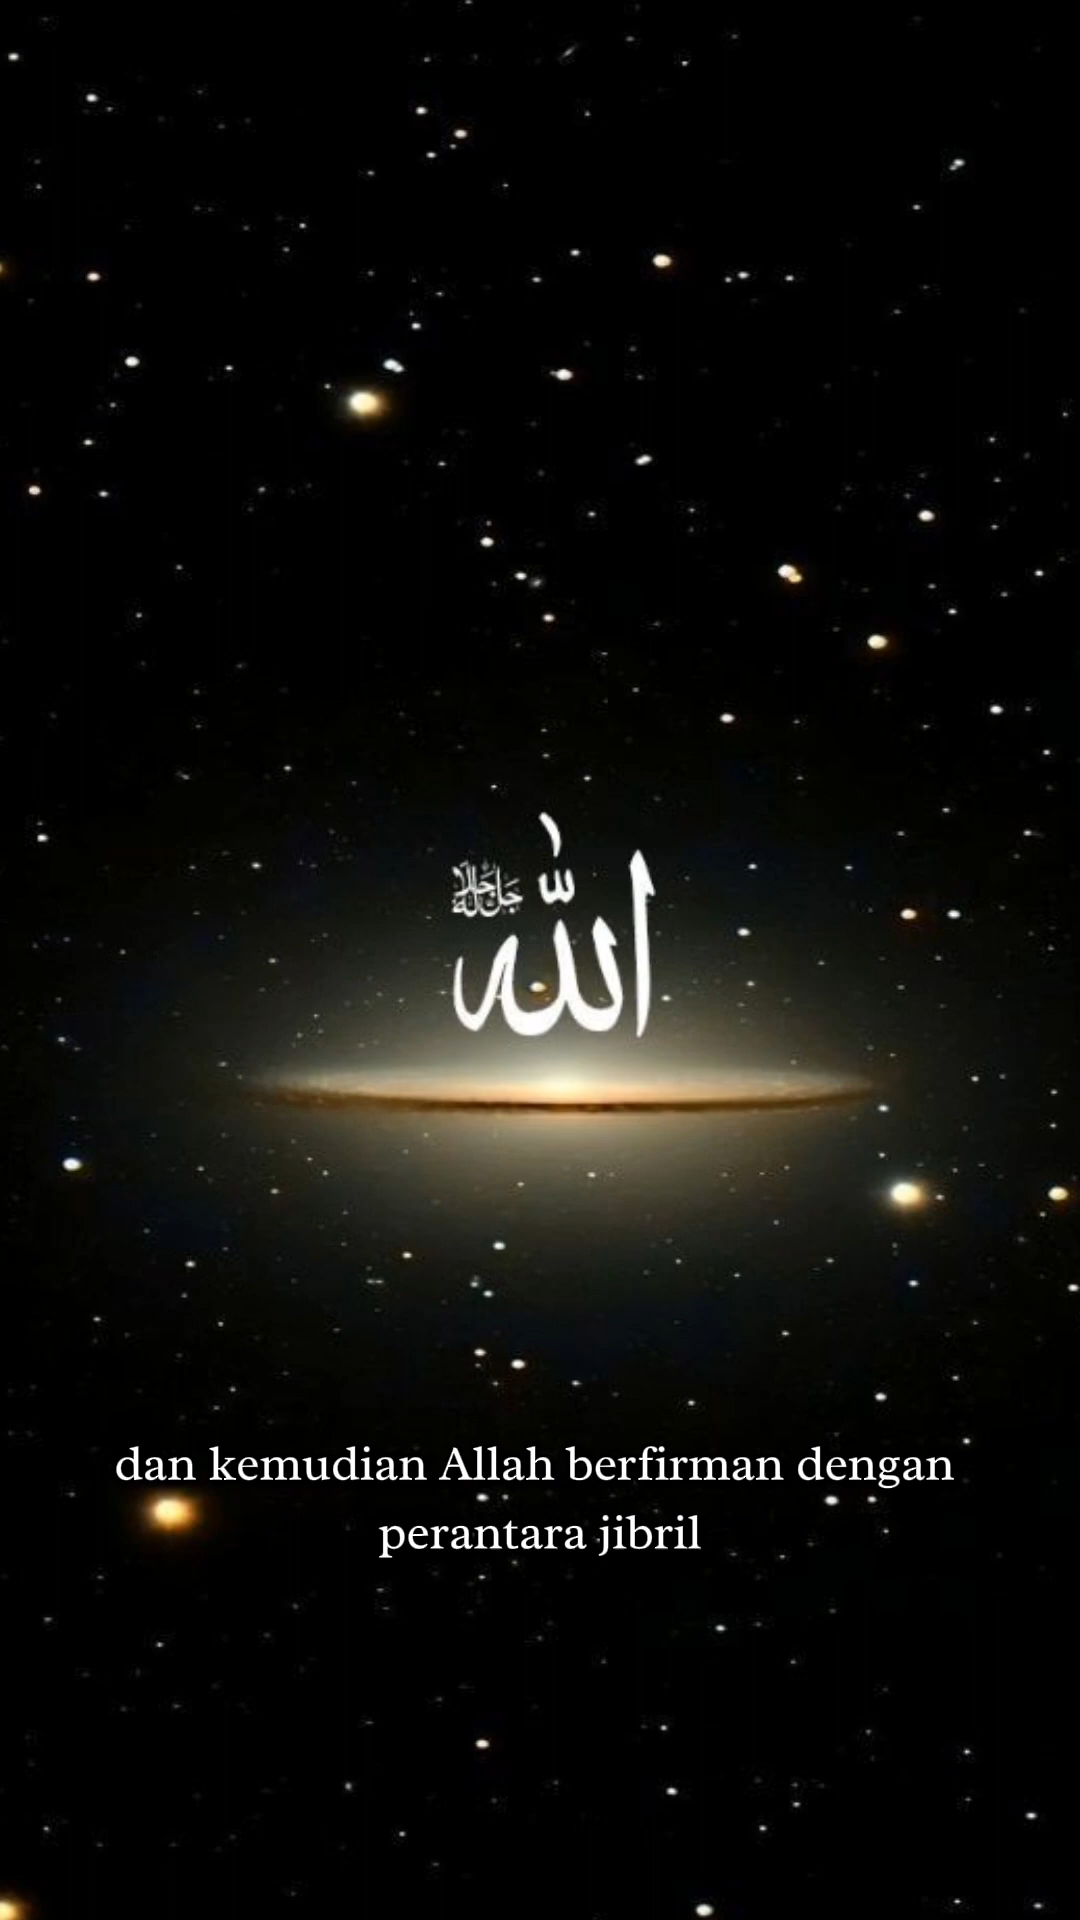 الله جل جلاله
dan kemudian Allah berfirman dengan
perantara jibril